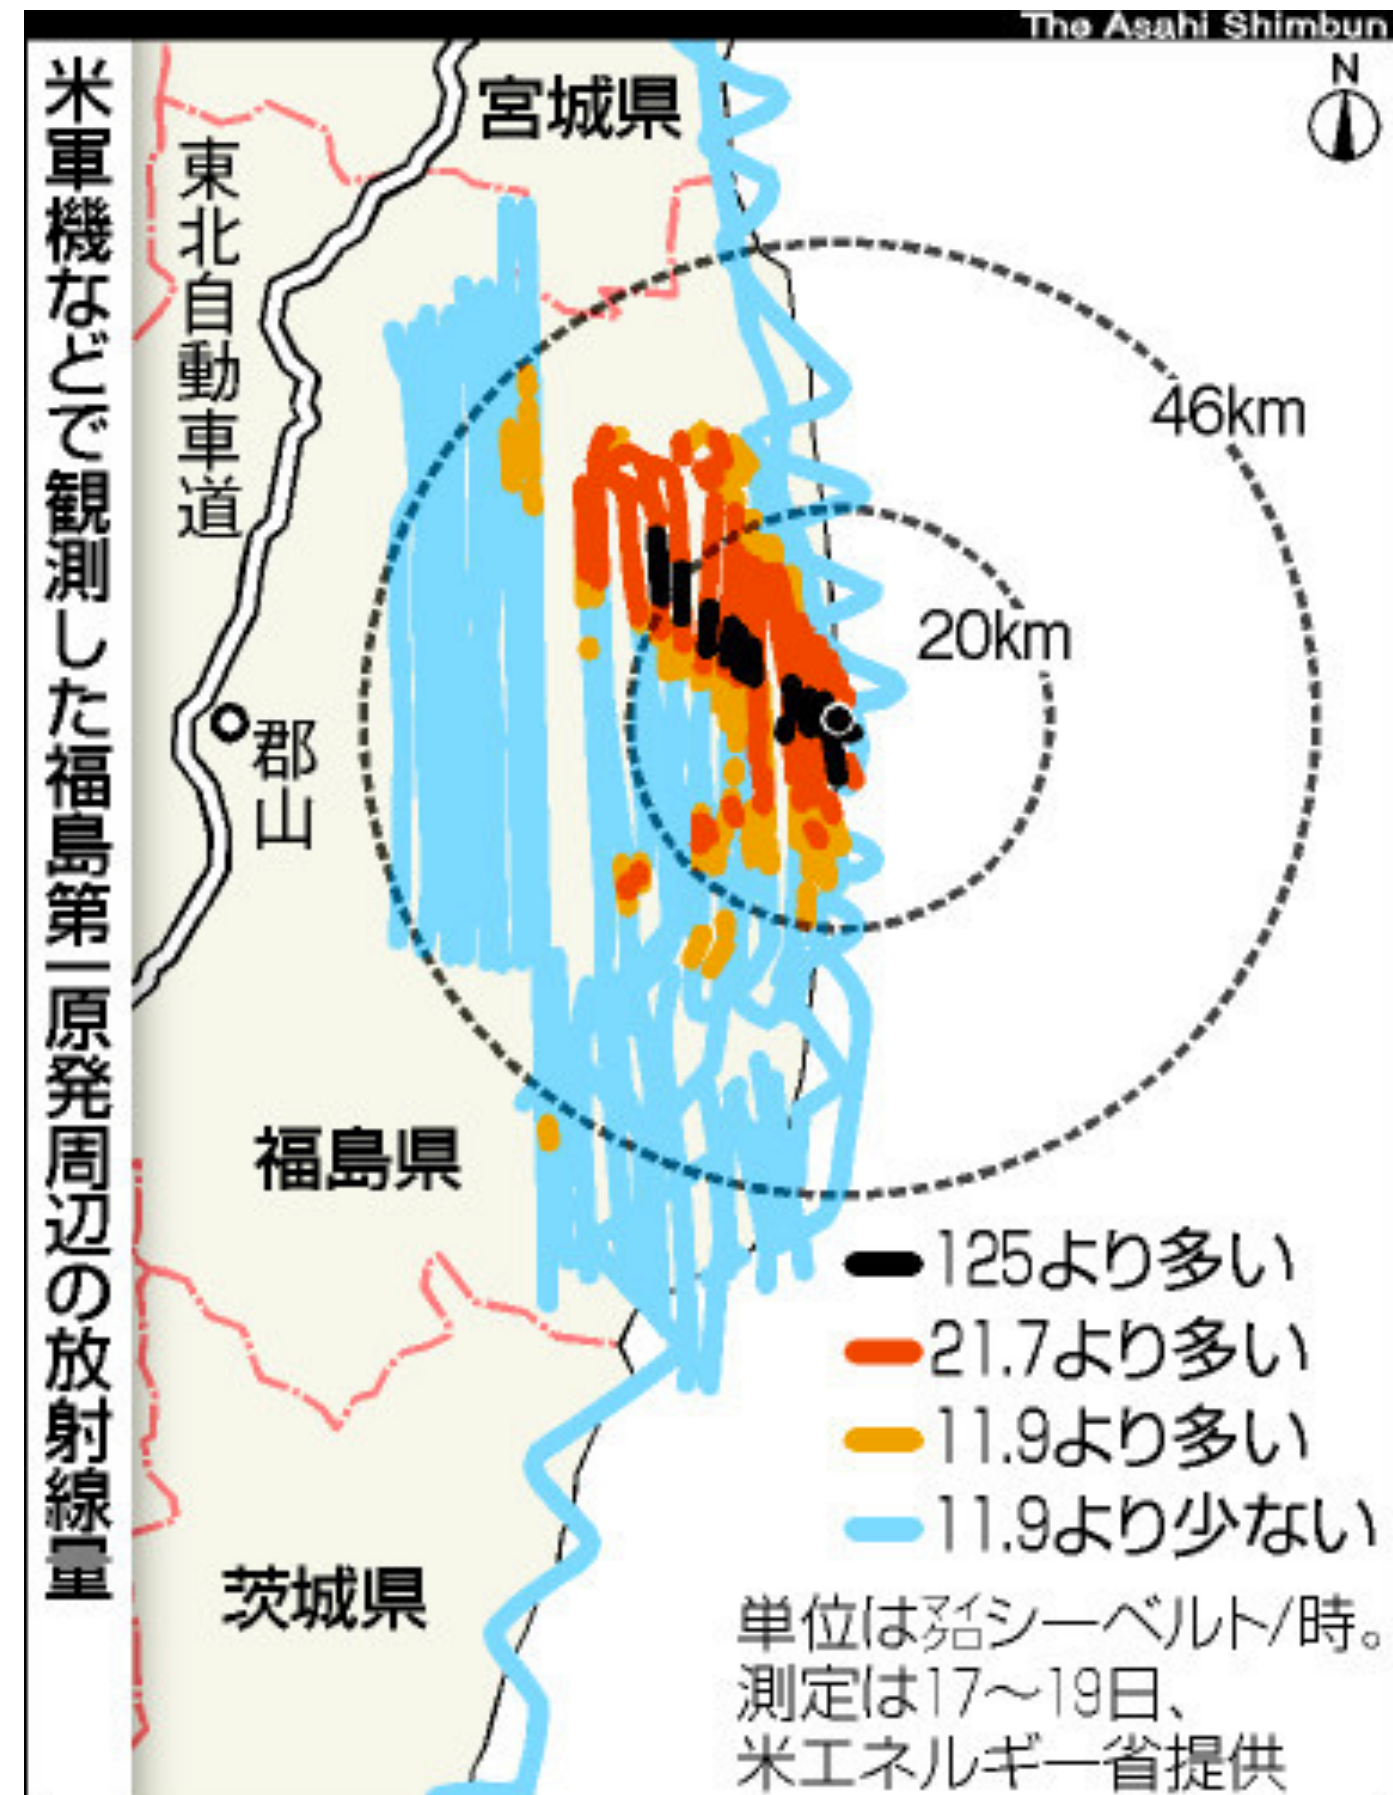 The Asahi Shimbun
米軍機などで観測した福島第一原発周辺の放射線量
N
宮城県
東北自動車道
46km
20km
郡山
福島県
125より多い
21.7より多い
11.9より多い
11.9より少ない
茨城県
単位はマイクロシーベルト/時。
測定は17〜19日、
米エネルギー省提供